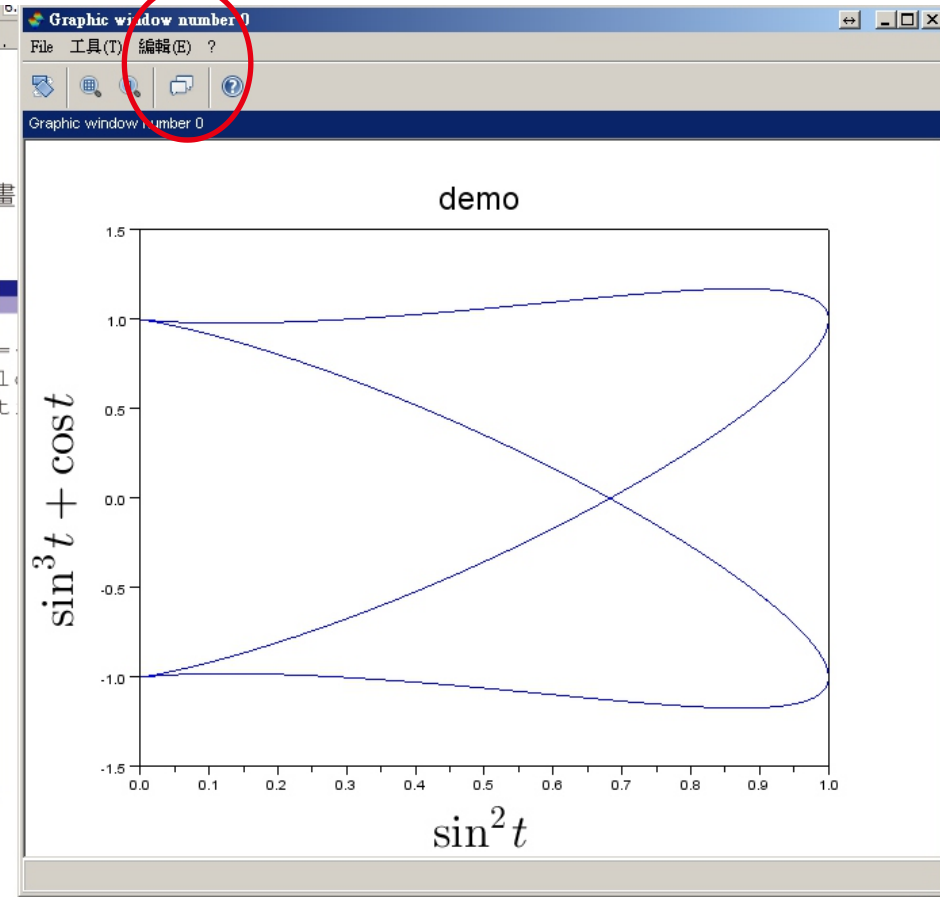 Graphic window number 0
File 工具(T) 編輯(E) ?
Graphic window number 0
畫
demo
1.5
1.0
0.5
0.0
-0.5
-1.0
-1.5
sin³t + cost
0.0 0.1 0.2 0.3 0.4 0.5 0.6 0.7 0.8 0.9 1.0
sin²t